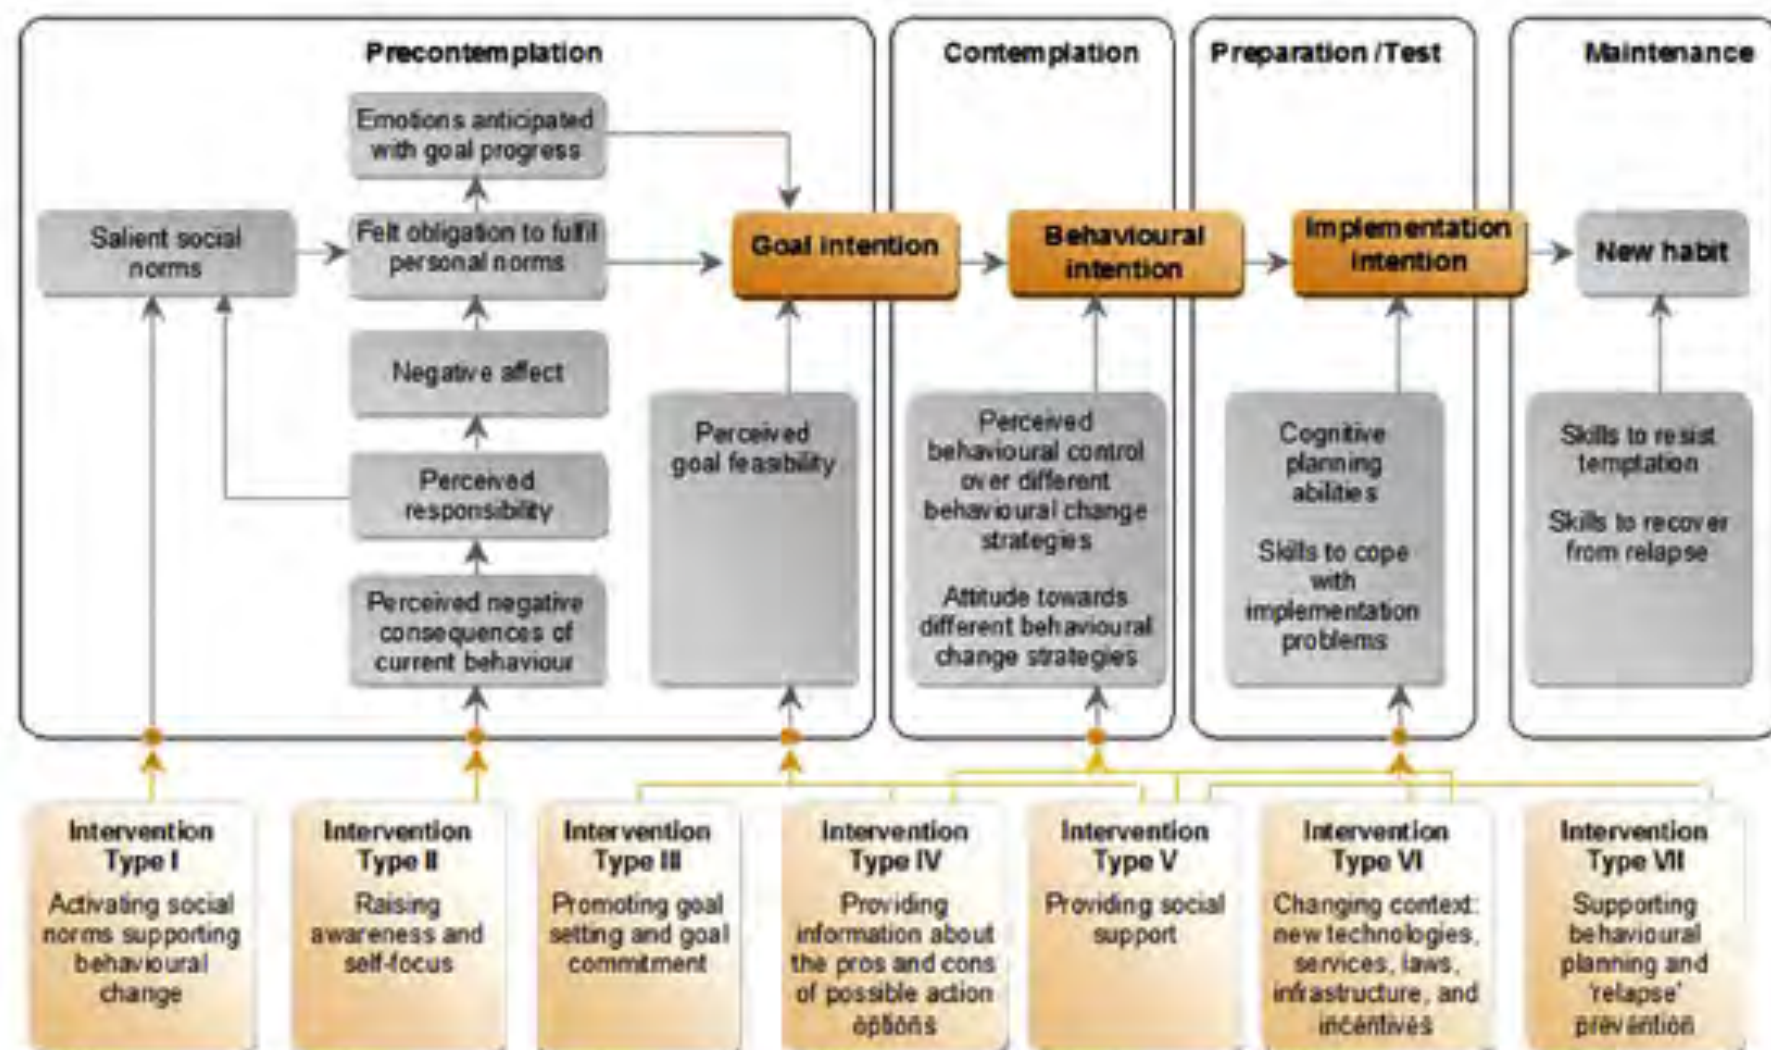 Precontemplation
Contemplation
Preparation /Test
Maintenance
Emotions anticipated
with goal progress
Salient social
norms
Felt obligation to fulfil
personal norms
Goal intention
Behavioural
intention
Implementation
intention
New habit
Negative affect
Perceived
responsibility
Perceived negative
consequences of
current behaviour
Perceived
goal feasibility
Perceived
behavioural control
over different
behavioural change
strategies
Attitude towards
different behavioural
change strategies
Cognitive
planning
abilities
Skills to cope
with
implementation
problems
Skills to resist
temptation
Skills to recover
from relapse
Intervention
Type I
Activating social
norms supporting
behavioural
change
Intervention
Type II
Raising
awareness and
self-focus
Intervention
Type III
Promoting goal
setting and goal
commitment
Intervention
Type IV
Providing
information about
the pros and cons
of possible action
options
Intervention
Type V
Providing social
support
Intervention
Type VI
Changing context:
new technologies,
services, laws,
infrastructure, and
incentives
Intervention
Type VII
Supporting
behavioural
planning and
'relapse'
prevention